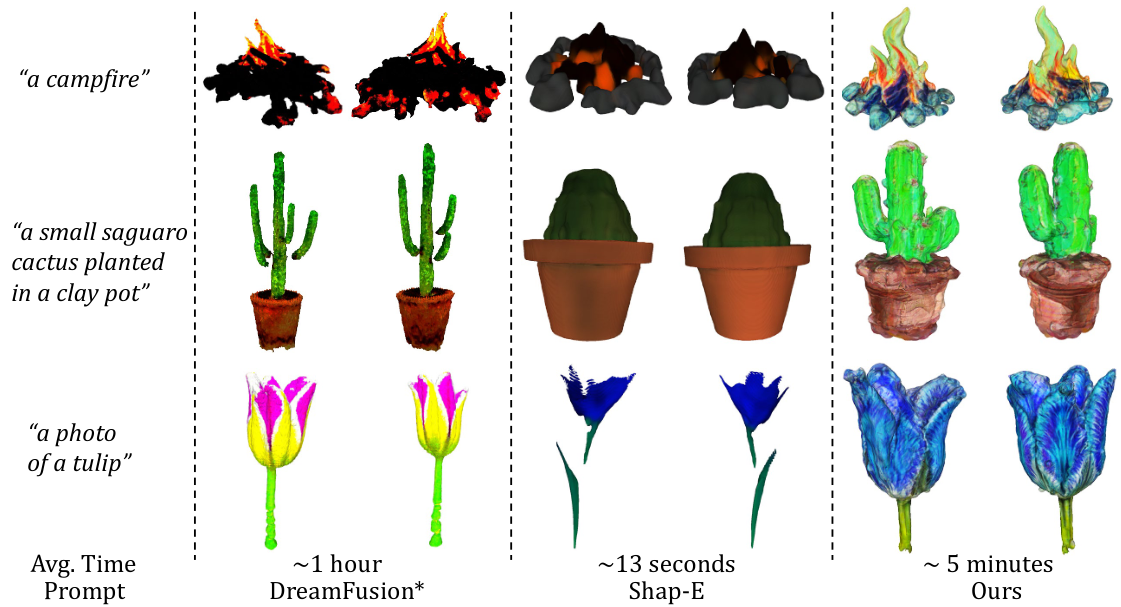 “a campfire”
“a small saguaro
cactus planted
in a clay pot”
“a photo
of a tulip”
Avg. Time
~1 hour
~13 seconds
~ 5 minutes
Prompt
DreamFusion*
Shap-E
Ours